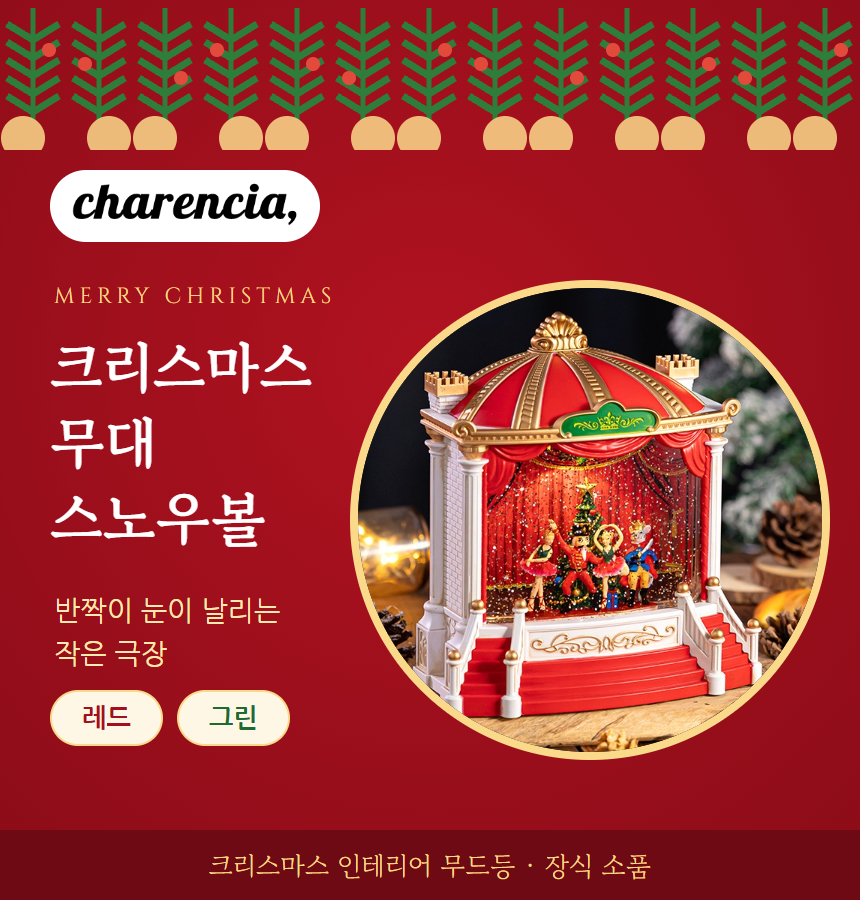 charencia,
MERRY CHRISTMAS
크리스마스
무대
스노우볼
반짝이 눈이 날리는
작은 극장
레드
그린
크리스마스 인테리어 무드등 · 장식 소품